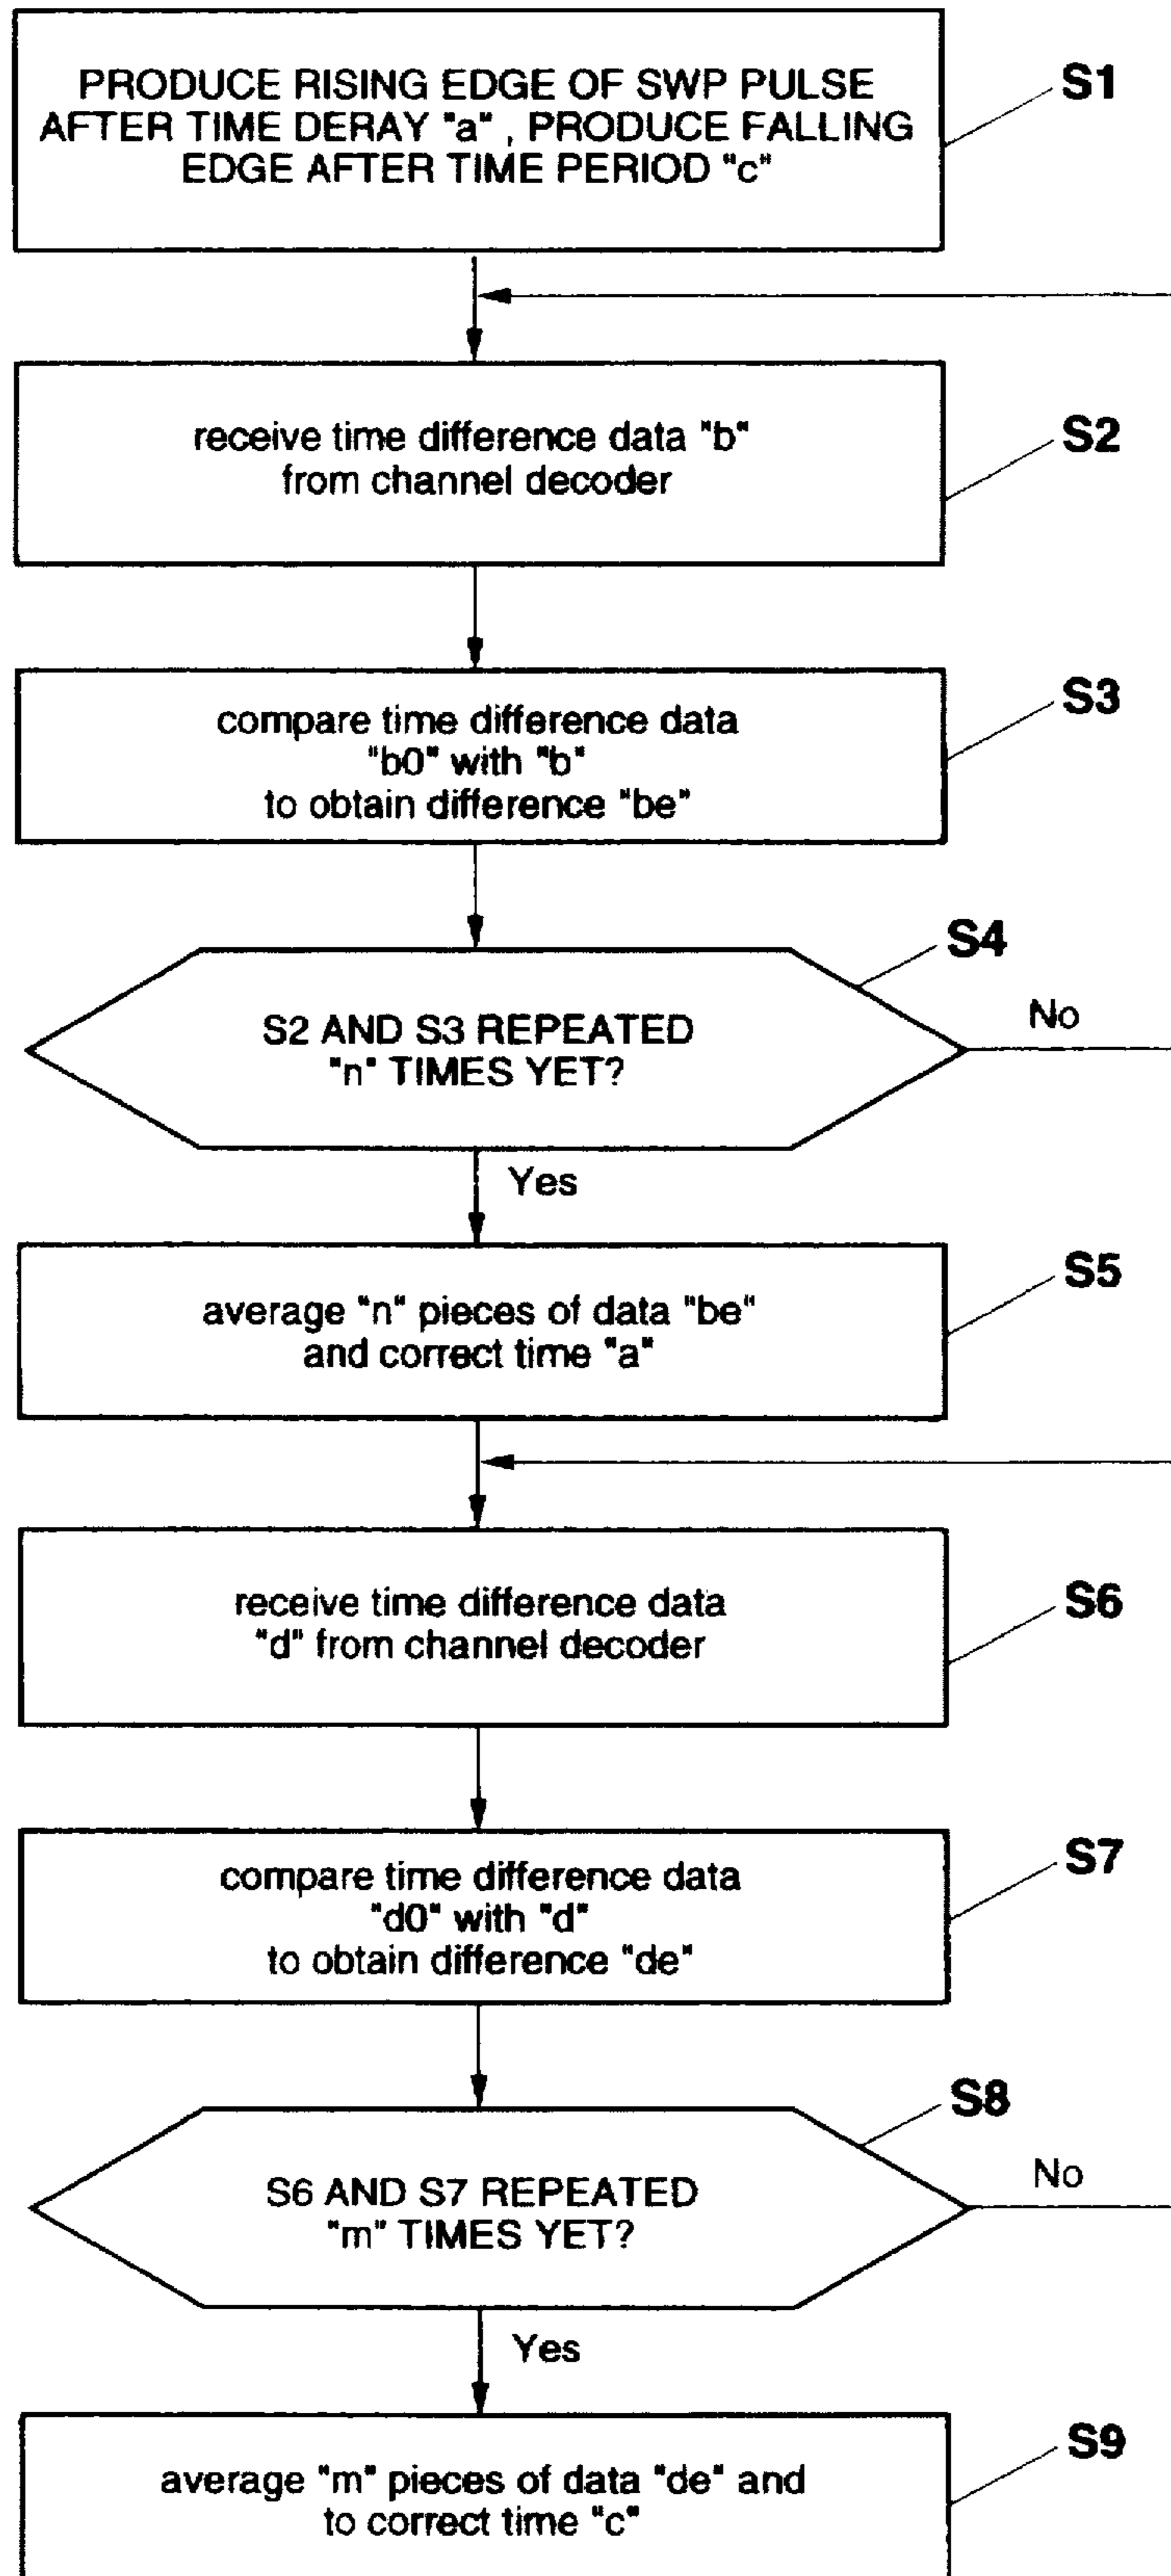 PRODUCE RISING EDGE OF SWP PULSE
AFTER TIME DERAY "a" , PRODUCE FALLING
EDGE AFTER TIME PERIOD "c"
S1
receive time difference data "b"
from channel decoder
S2
compare time difference data
"b0" with "b"
to obtain difference "be"
S3
S4
S2 AND S3 REPEATED
"n" TIMES YET?
No
Yes
average "n" pieces of data "be"
and correct time "a"
S5
receive time difference data
"d" from channel decoder
S6
compare time difference data
"d0" with "d"
to obtain difference "de"
S7
S8
S6 AND S7 REPEATED
"m" TIMES YET?
No
Yes
average "m" pieces of data "de" and
to correct time "c"
S9